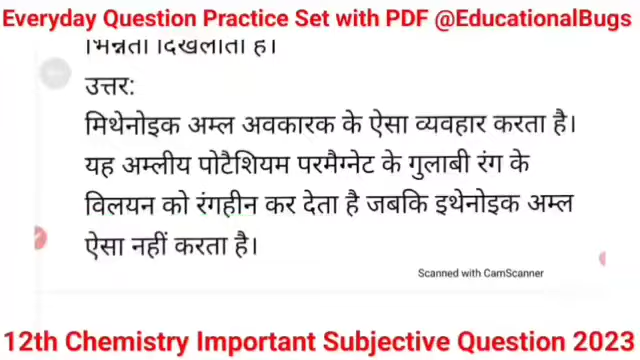 Everyday Question Practice Set with PDF @EducationalBugs
भिन्नता दिखलाता है।
उत्तर:
मिथेनोइक अम्ल अवकारक के ऐसा व्यवहार करता है।
यह अम्लीय पोटैशियम परमैग्नेट के गुलाबी रंग के
विलयन को रंगहीन कर देता है जबकि इथेनोइक अम्ल
ऐसा नहीं करता है।
Scanned with CamScanner
12th Chemistry Important Subjective Question 2023